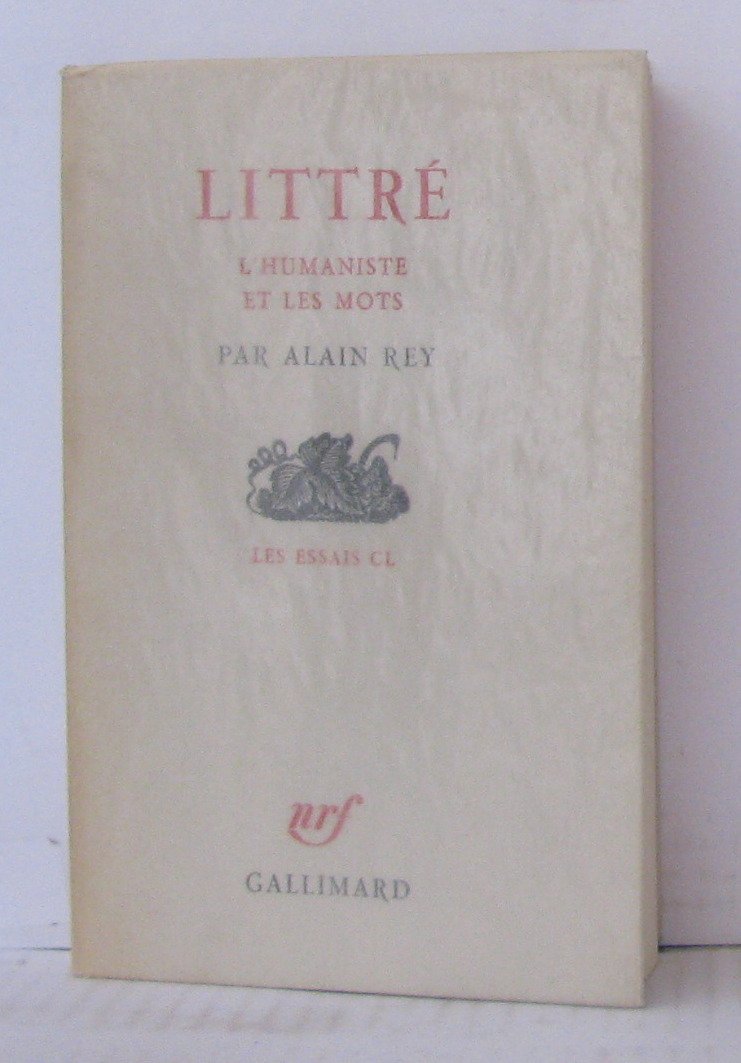 LITTRÉ
L'HUMANISTE
ET LES MOTS
PAR ALAIN REY
LES ESSAIS CL
nrf
GALLIMARD